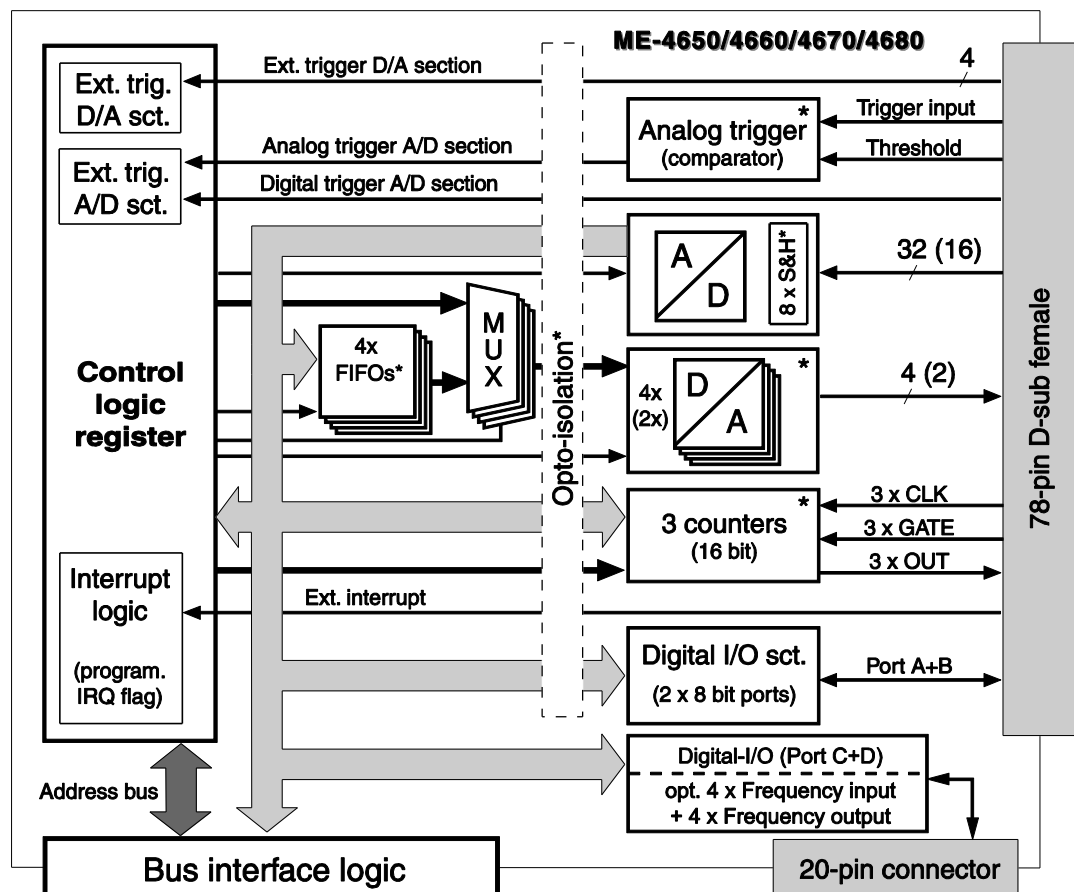 ME-4650/4660/4670/4680
Ext. trig.
D/A sct.
Ext. trigger D/A section
4
Analog trigger
(comparator)
*
Trigger input
Threshold
Ext. trig.
A/D sct.
Analog trigger A/D section
Digital trigger A/D section
A
D
8 x S&H*
32 (16)
Control
logic
register
4x
FIFOs*
MUX
Opto-isolation*
4x
(2x)
D
A
*
4 (2)
78-pin D-sub female
3 counters
(16 bit)
*
3 x CLK
3 x GATE
3 x OUT
Interrupt
logic
(program.
IRQ flag)
Ext. interrupt
Digital I/O sct.
(2 x 8 bit ports)
Port A+B
Digital-I/O (Port C+D)
opt. 4 x Frequency input
+ 4 x Frequency output
Address bus
Bus interface logic
20-pin connector